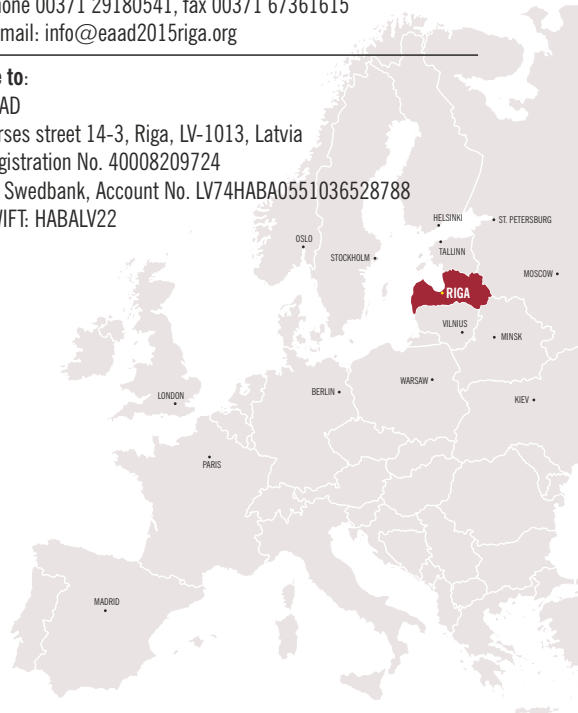 hone 00371 29180541, fax 00371 67361615
mail: info@eaad2015riga.org
e to:
AD
rses street 14-3, Riga, LV-1013, Latvia
gistration No. 40008209724
Swedbank, Account No. LV74HABA0551036528788
WIFT: HABALV22
HELSINKI
ST. PETERSBURG
OSLO
TALLINN
STOCKHOLM
MOSCOW
RIGA
VILNIUS
MINSK
WARSAW
BERLIN
LONDON
KIEV
PARIS
MADRID